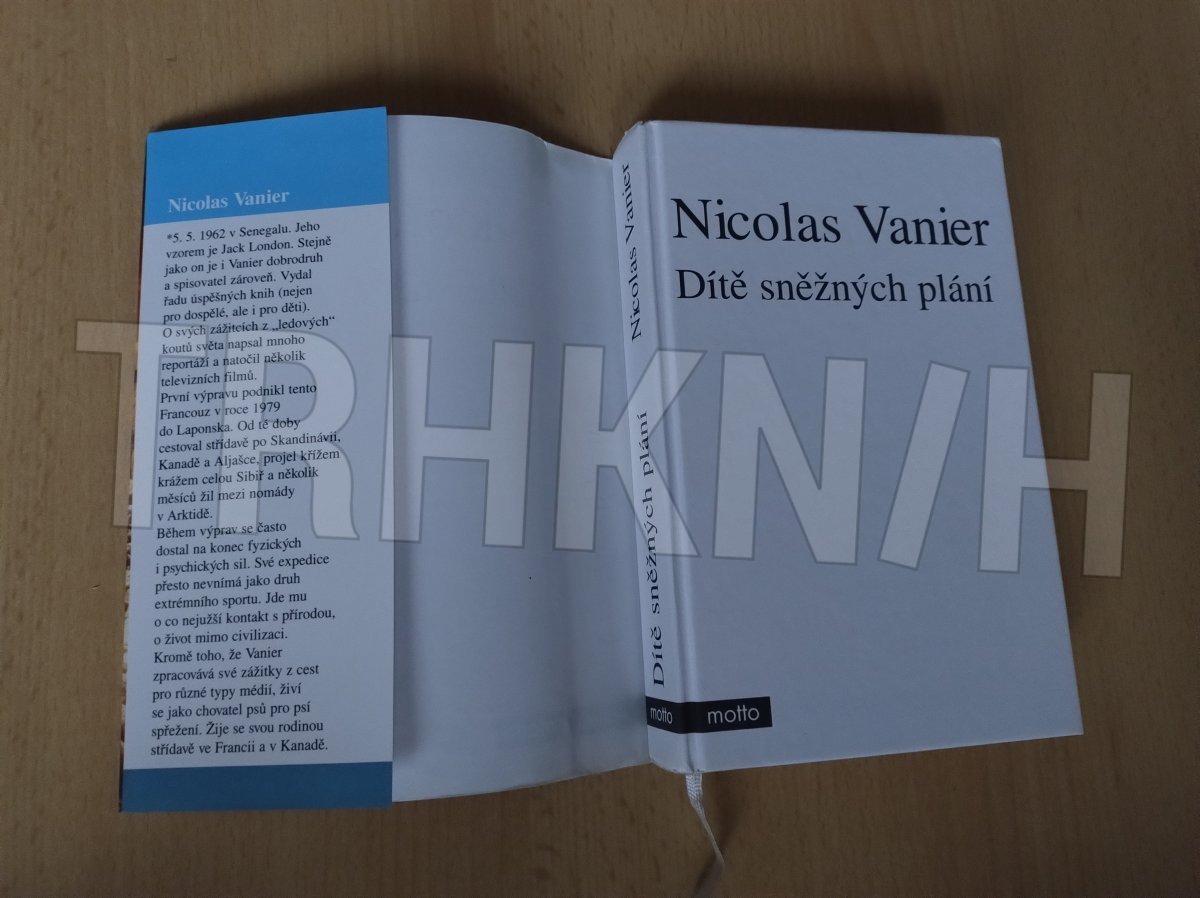 Nicolas Vanier
*5. 5. 1962 v Senegalu. Jeho
vzorem je Jack London. Stejně
jako on je i Vanier dobrodruh
a spisovatel zároveň. Vydal
řadu úspěšných knih (nejen
pro dospělé, ale i pro děti).
O svých zážitcích z „ledových“
koutů světa napsal mnoho
reportáží a natočil několik
televizních filmů.
První výpravu podnikl tento
Francouz v roce 1979
do Laponska. Od té doby
cestoval střídavě po Skandinávii,
Kanadě a Aljašce, projel křížem
krážem celou Sibiř a několik
měsíců žil mezi nomády
v Arktidě.
Během výprav se často
dostal na konec fyzických
i psychických sil. Své expedice
přesto nevnímá jako druh
extrémního sportu. Jde mu
o co nejužší kontakt s přírodou,
o život mimo civilizaci.
Kromě toho, že Vanier
zpracovává své zážitky z cest
pro různé typy médií, živí
se jako chovatel psů pro psí
spřežení. Žije se svou rodinou
střídavě ve Francii a v Kanadě.
Nicolas Vanier
Dítě sněžných plání
motto
Nicolas Vanier
Dítě sněžných plání
motto
TRHKN/H